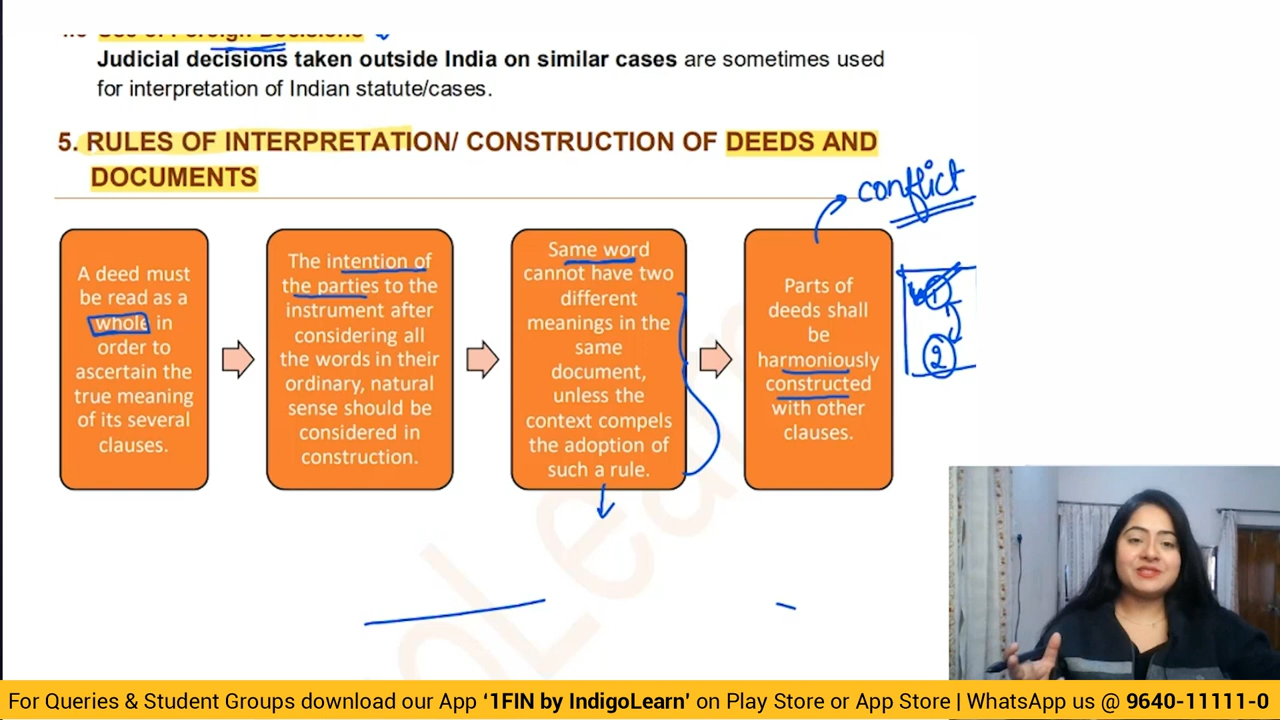 4.6 Use of Foreign Decisions
Judicial decisions taken outside India on similar cases are sometimes used
for interpretation of Indian statute/cases.
5. RULES OF INTERPRETATION/ CONSTRUCTION OF DEEDS AND
DOCUMENTS
conflict
A deed must
be read as a
whole in
order to
ascertain the
true meaning
of its several
clauses.
The intention of
the parties to the
instrument after
considering all
the words in their
ordinary, natural
sense should be
considered in
construction.
Same word
cannot have two
different
meanings in the
same
document,
unless the
context compels
the adoption of
such a rule.
Parts of
deeds shall
be
harmoniously
constructed
with other
clauses.
1
2
For Queries & Student Groups download our App ‘1FIN by IndigoLearn’ on Play Store or App Store | WhatsApp us @ 9640-11111-0